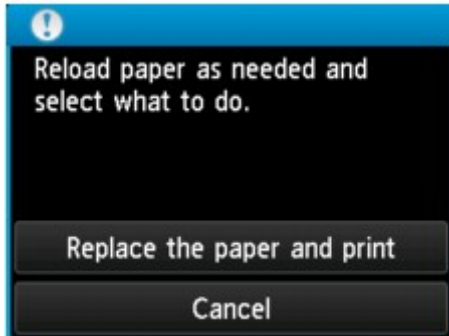 Reload paper as needed and
select what to do.
Replace the paper and print
Cancel